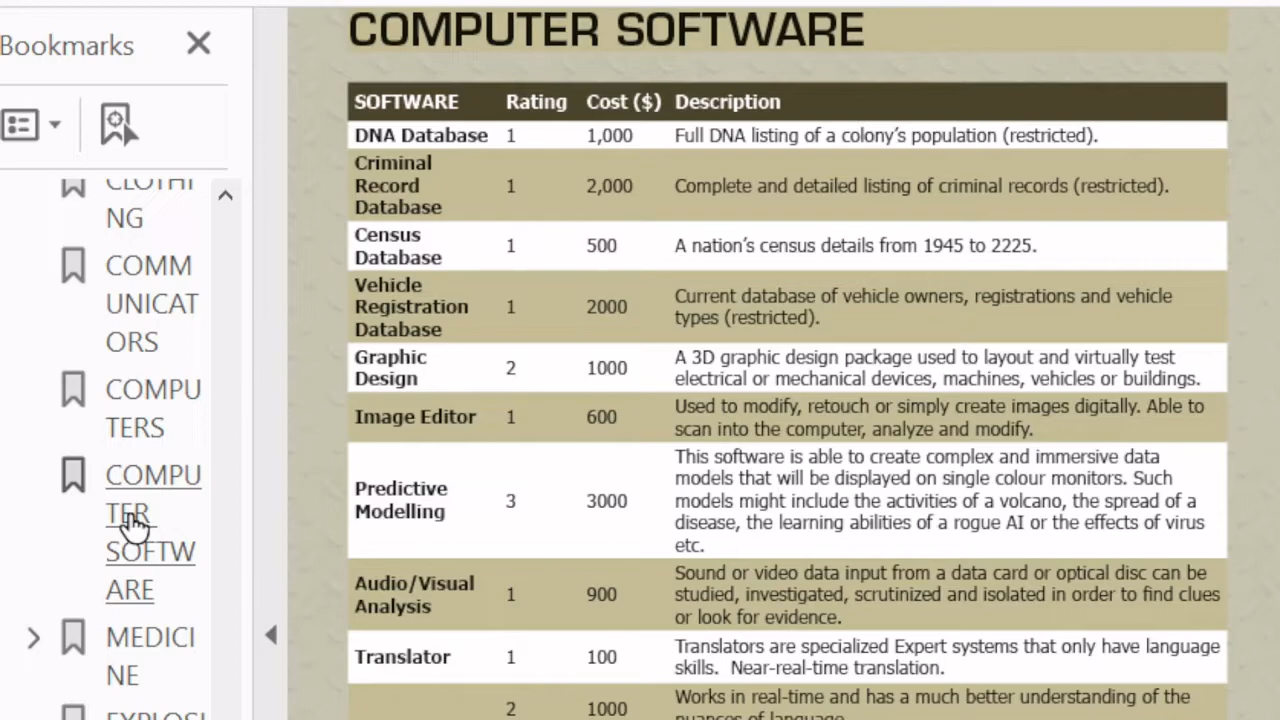 Bookmarks
CLOTHI
NG
COMM
UNICAT
ORS
COMPU
TERS
COMPU
TER
SOFTW
ARE
MEDICI
NE
EXPLOSI
COMPUTER SOFTWARE
SOFTWARE Rating Cost ($) Description
DNA Database 1 1,000 Full DNA listing of a colony’s population (restricted).
Criminal
Record
Database
1 2,000 Complete and detailed listing of criminal records (restricted).
Census
Database
1 500 A nation’s census details from 1945 to 2225.
Vehicle
Registration
Database
1 2000
Current database of vehicle owners, registrations and vehicle
types (restricted).
Graphic
Design
2 1000
A 3D graphic design package used to layout and virtually test
electrical or mechanical devices, machines, vehicles or buildings.
Image Editor 1 600
Used to modify, retouch or simply create images digitally. Able to
scan into the computer, analyze and modify.
Predictive
Modelling
3 3000
This software is able to create complex and immersive data
models that will be displayed on single colour monitors. Such
models might include the activities of a volcano, the spread of a
disease, the learning abilities of a rogue AI or the effects of virus
etc.
Audio/Visual
Analysis
1 900
Sound or video data input from a data card or optical disc can be
studied, investigated, scrutinized and isolated in order to find clues
or look for evidence.
Translator 1 100
Translators are specialized Expert systems that only have language
skills. Near-real-time translation.
2 1000
Works in real-time and has a much better understanding of the
nuances of language.